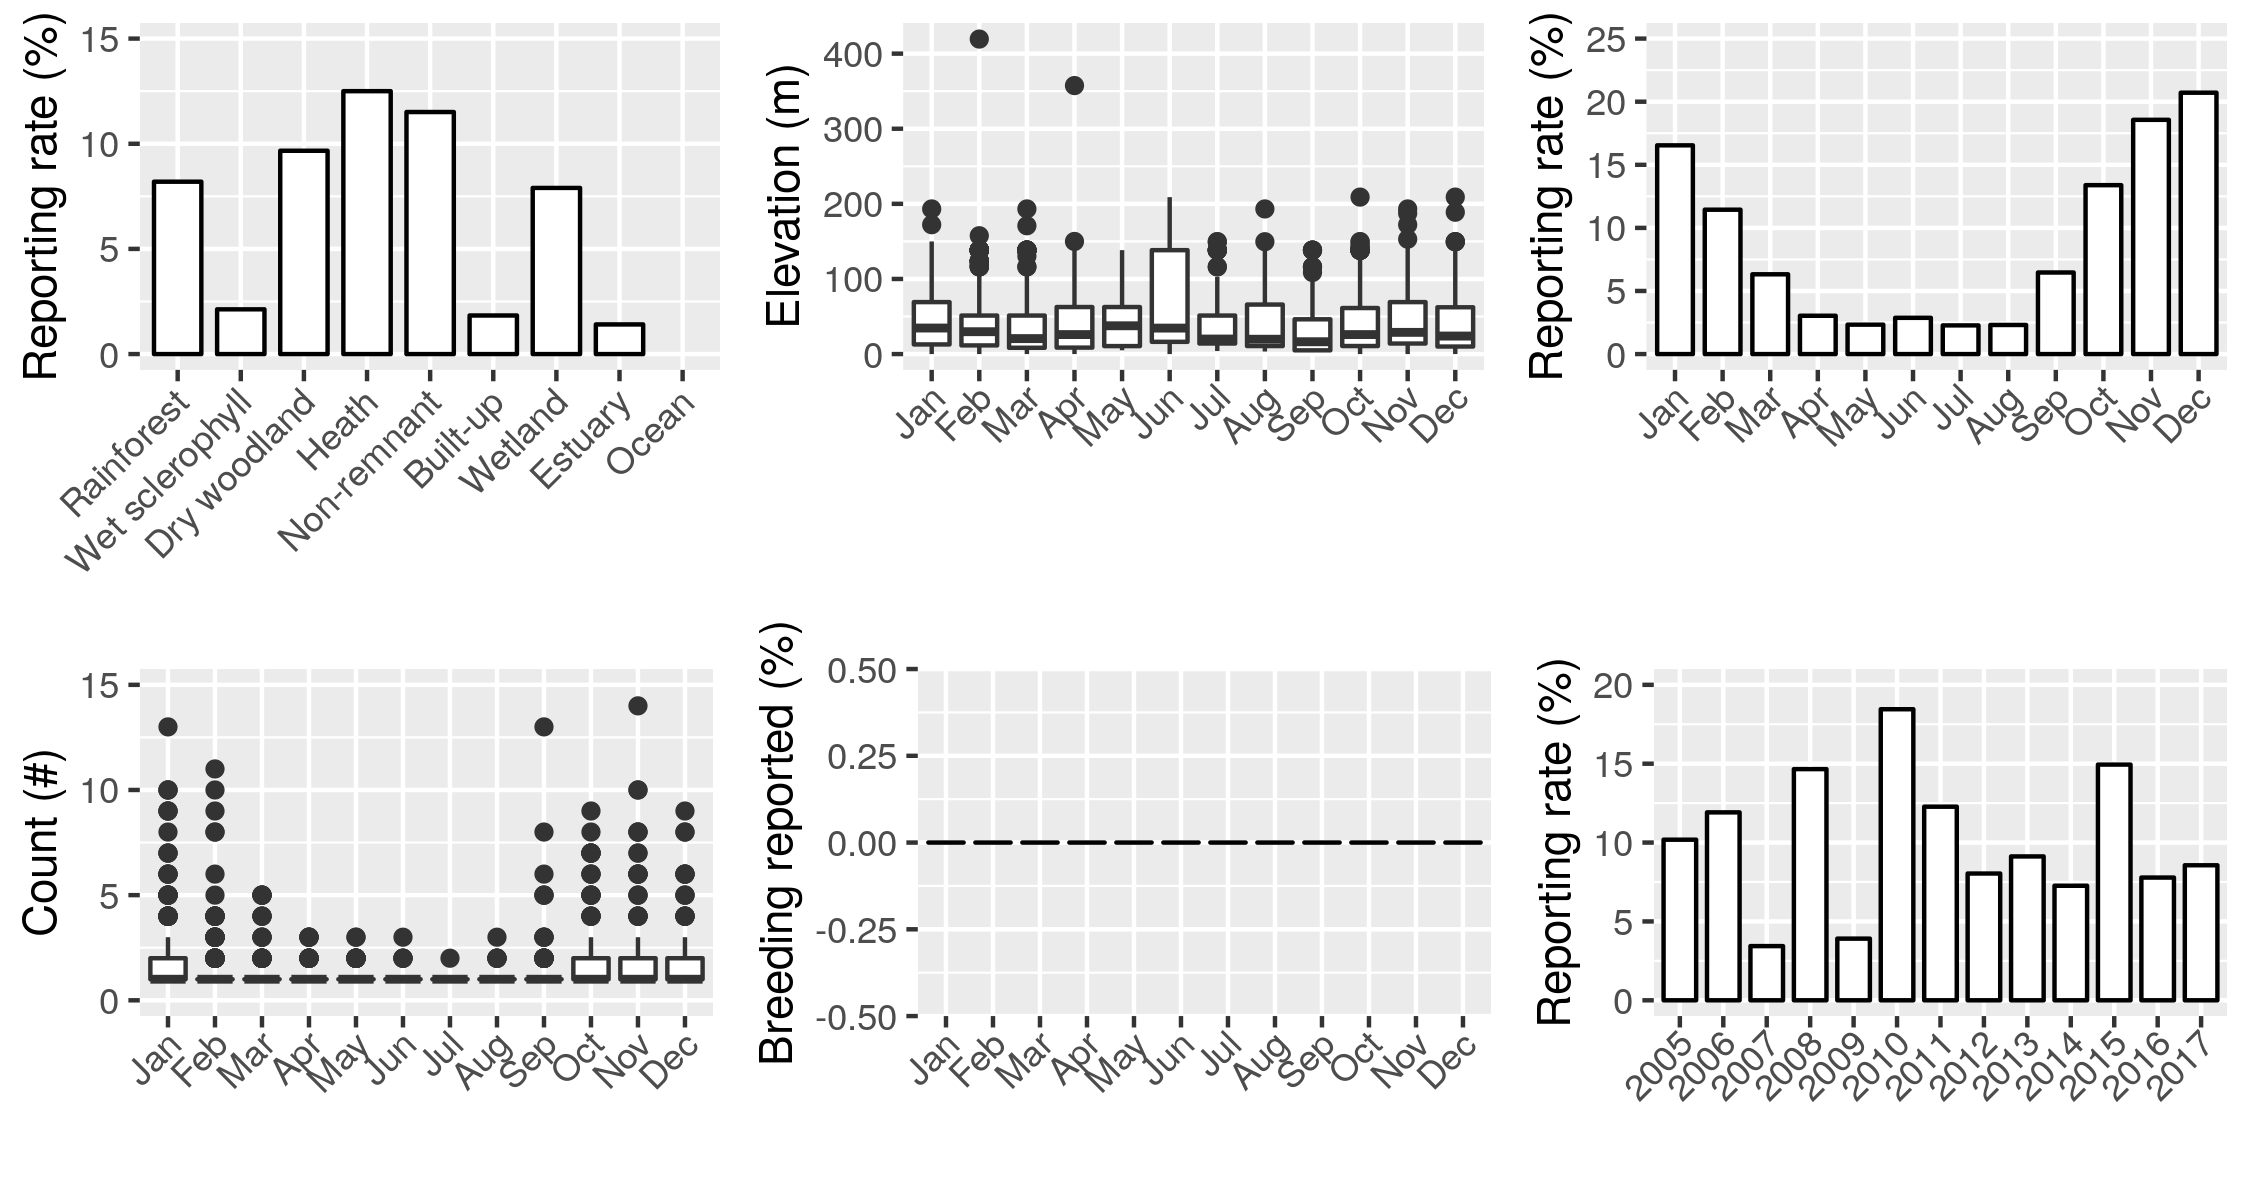 Reporting rate (%)
15
10
5
0
Rainforest
Wet sclerophyll
Dry woodland
Heath
Non-remnant
Built-up
Wetland
Estuary
Ocean
Elevation (m)
400
300
200
100
0
Jan
Feb
Mar
Apr
May
Jun
Jul
Aug
Sep
Oct
Nov
Dec
Reporting rate (%)
25
20
15
10
5
0
Jan
Feb
Mar
Apr
May
Jun
Jul
Aug
Sep
Oct
Nov
Dec
Count (#)
15
10
5
0
Jan
Feb
Mar
Apr
May
Jun
Jul
Aug
Sep
Oct
Nov
Dec
Breeding reported (%)
0.50
0.25
0.00
-0.25
-0.50
Jan
Feb
Mar
Apr
May
Jun
Jul
Aug
Sep
Oct
Nov
Dec
Reporting rate (%)
20
15
10
5
0
2005
2006
2007
2008
2009
2010
2011
2012
2013
2014
2015
2016
2017